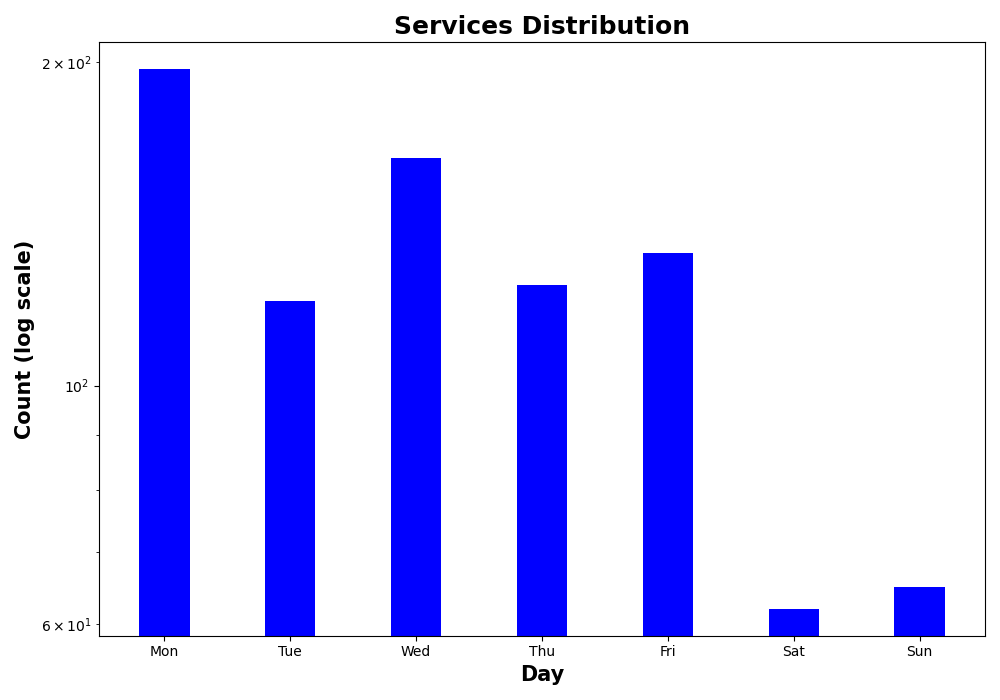 Services Distribution
Count (log scale)
2 × 10²
10²
6 × 10¹
Mon Tue Wed Thu Fri Sat Sun
Day